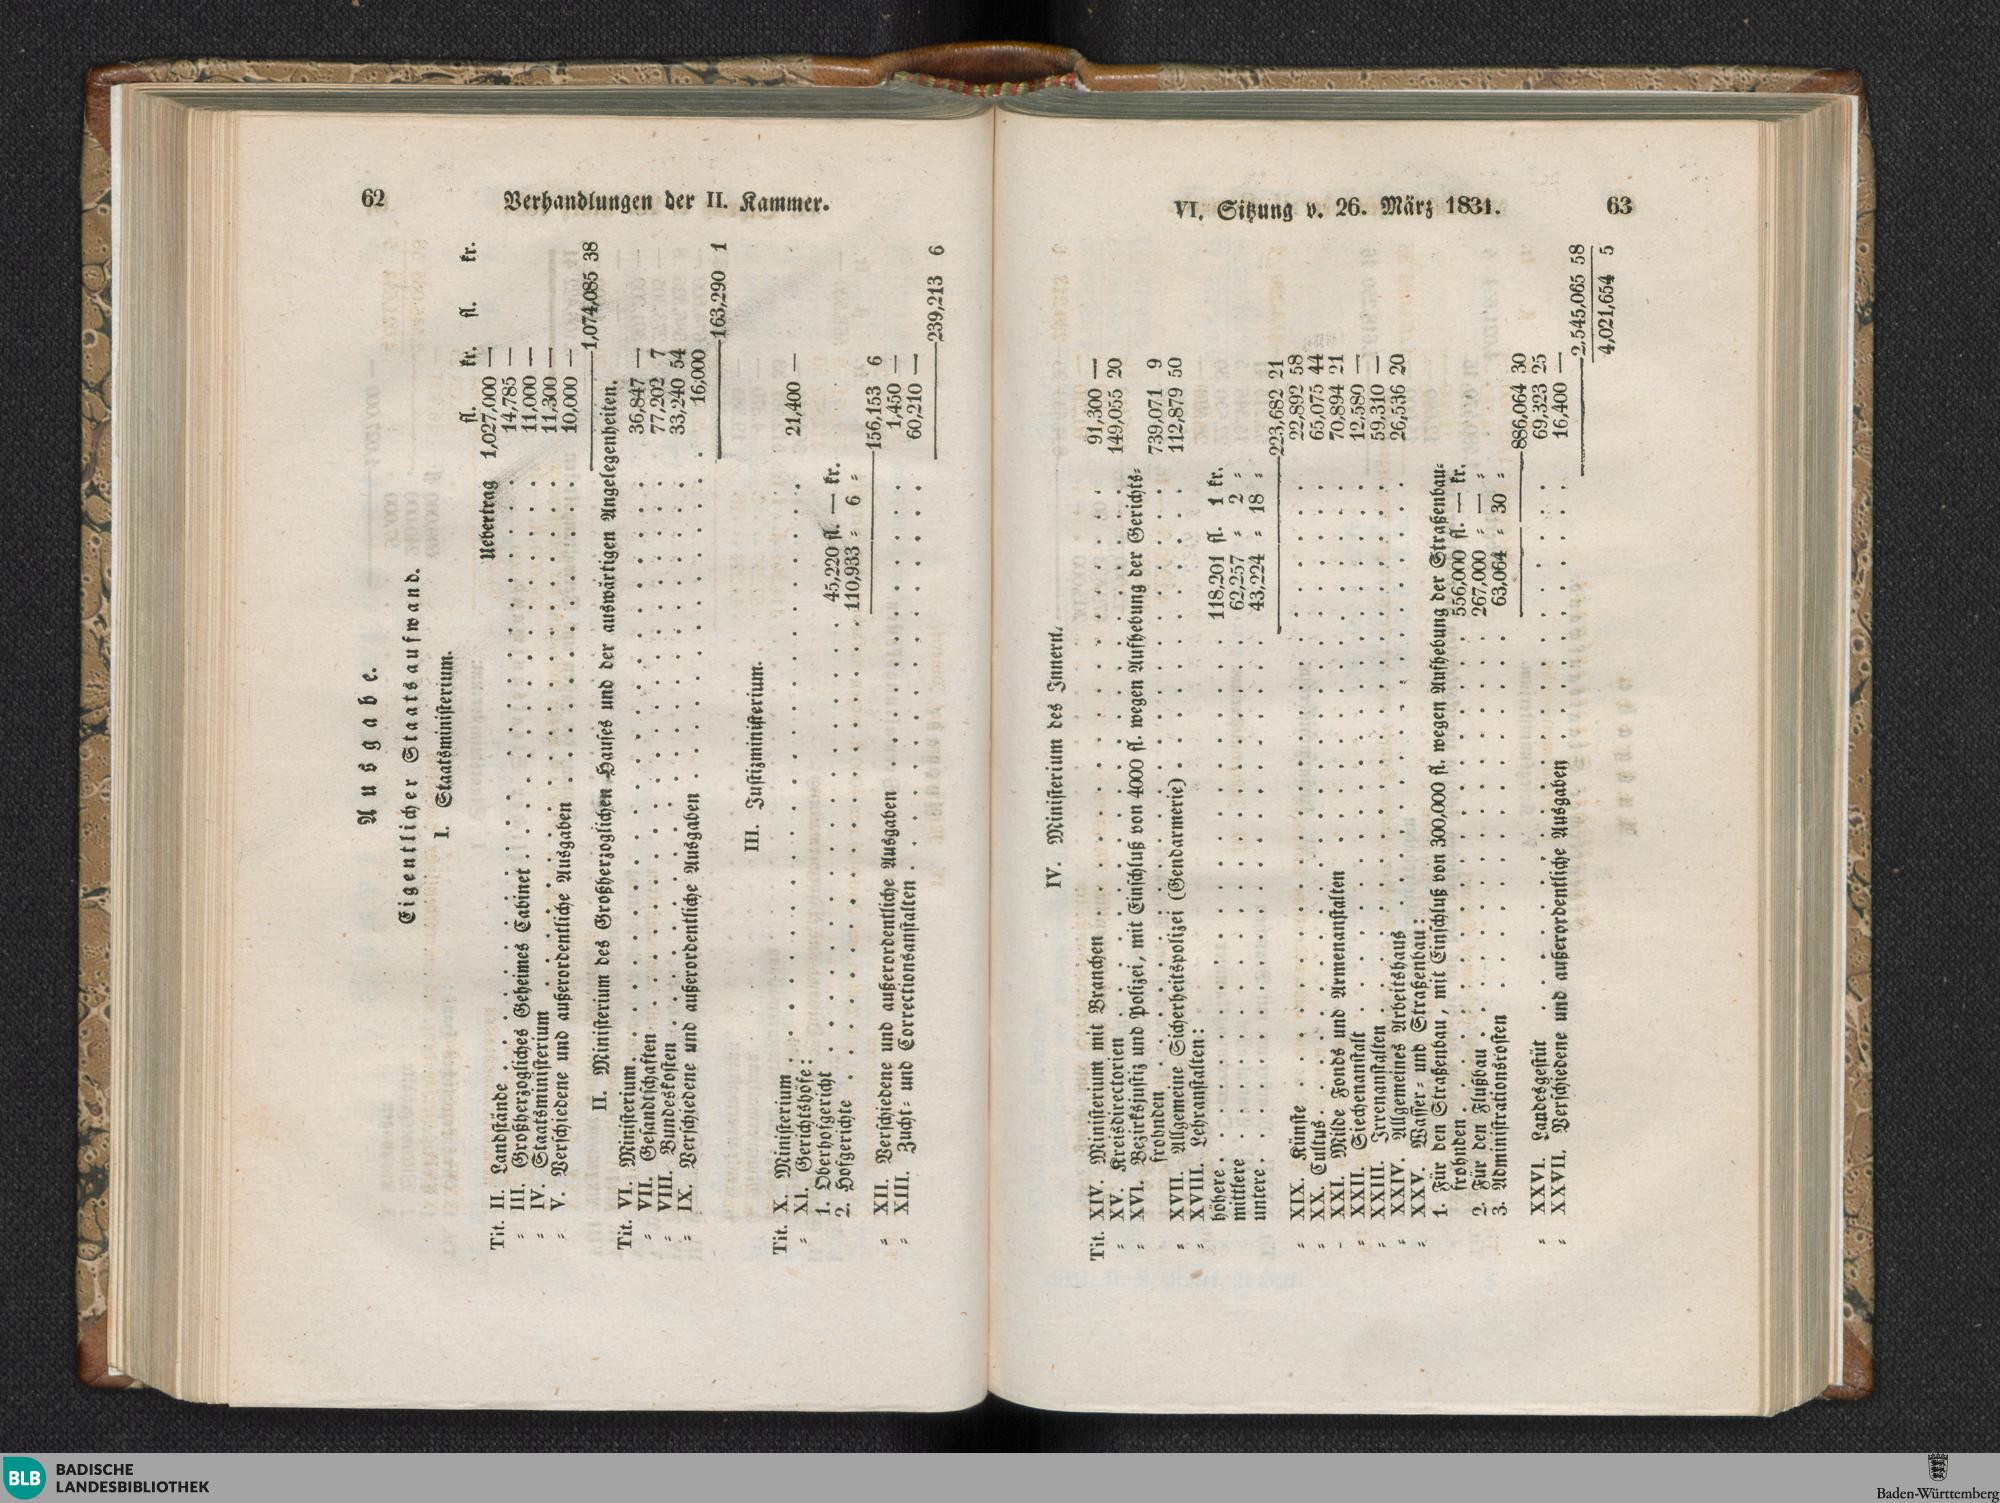 62 Verhandlungen der II. Kammer.
Ausgabe.
Eigentlicher Staatsaufwand.
I. Staatsministerium.
fl. kr. fl. kr.
Uebertrag 1,027,000 —
Tit. II. Landstände . . . . 14,785 —
„ III. Großherzogliches Geheimes Cabinet . . . . 11,000 —
„ IV. Staatsministerium . . . . 11,300 —
„ V. Verschiedene und außerordentliche Ausgaben . . . . 10,000 —
1,074,085 38
II. Ministerium des Großherzoglichen Hauses und der auswärtigen Angelegenheiten.
Tit. VI. Ministerium . . . . 36,847 —
„ VII. Gesandtschaften . . . . 77,202 7
„ VIII. Bundeskosten . . . . 33,240 54
„ IX. Verschiedene und außerordentliche Ausgaben . . . . 16,000
163,290 1
III. Justizministerium.
Tit. X. Ministerium . . . . 21,400 —
„ XI. Gerichtshöfe:
1. Oberhofgericht . . . . 45,220 fl. — kr.
2. Hofgerichte . . . . 110,933 „ 6 „
156,153 6
„ XII. Verschiedene und außerordentliche Ausgaben . . . . 1,450 —
„ XIII. Zucht- und Correctionsanstalten . . . . 60,210 —
239,213 6
VI. Sitzung v. 26. März 1831. 63
IV. Ministerium des Innern.
Tit. XIV. Ministerium mit Branchen . . . . 91,300 —
„ XV. Kreisdirectorien . . . . 149,055 20
„ XVI. Bezirksjustiz und Polizei, mit Einschluß von 4000 fl. wegen Aufhebung der Gerichts-
frohnden . . . . 739,071 9
„ XVII. Allgemeine Sicherheitspolizei (Gendarmerie) . . . . 112,879 50
„ XVIII. Lehranstalten:
höhere . . . . 118,201 fl. 1 kr.
mittlere . . . . 62,257 „ 2 „
untere . . . . 43,224 „ 18 „
223,682 21
„ XIX. Künste . . . . 22,892 58
„ XX. Cultus . . . . 65,075 44
„ XXI. Milde Fonds und Armenanstalten . . . . 70,894 21
„ XXII. Siechenanstalt . . . . 12,580 —
„ XXIII. Irrenanstalten . . . . 59,310 —
„ XXIV. Allgemeines Arbeitshaus . . . . 26,536 20
„ XXV. Wasser- und Straßenbau:
1. Für den Straßenbau, mit Einschluß von 300,000 fl. wegen Aufhebung der Straßenbau-
frohnden . . . . 556,000 fl. — kr.
2. Für den Flußbau . . . . 267,000 „ — „
3. Administrationskosten . . . . 63,064 „ 30 „
886,064 30
„ XXVI. Landesgestüt . . . . 69,323 25
„ XXVII. Verschiedene und außerordentliche Ausgaben . . . . 16,400 —
2,545,065 58
4,021,654 5
BLB BADISCHE
LANDESBIBLIOTHEK
Baden-Württemberg